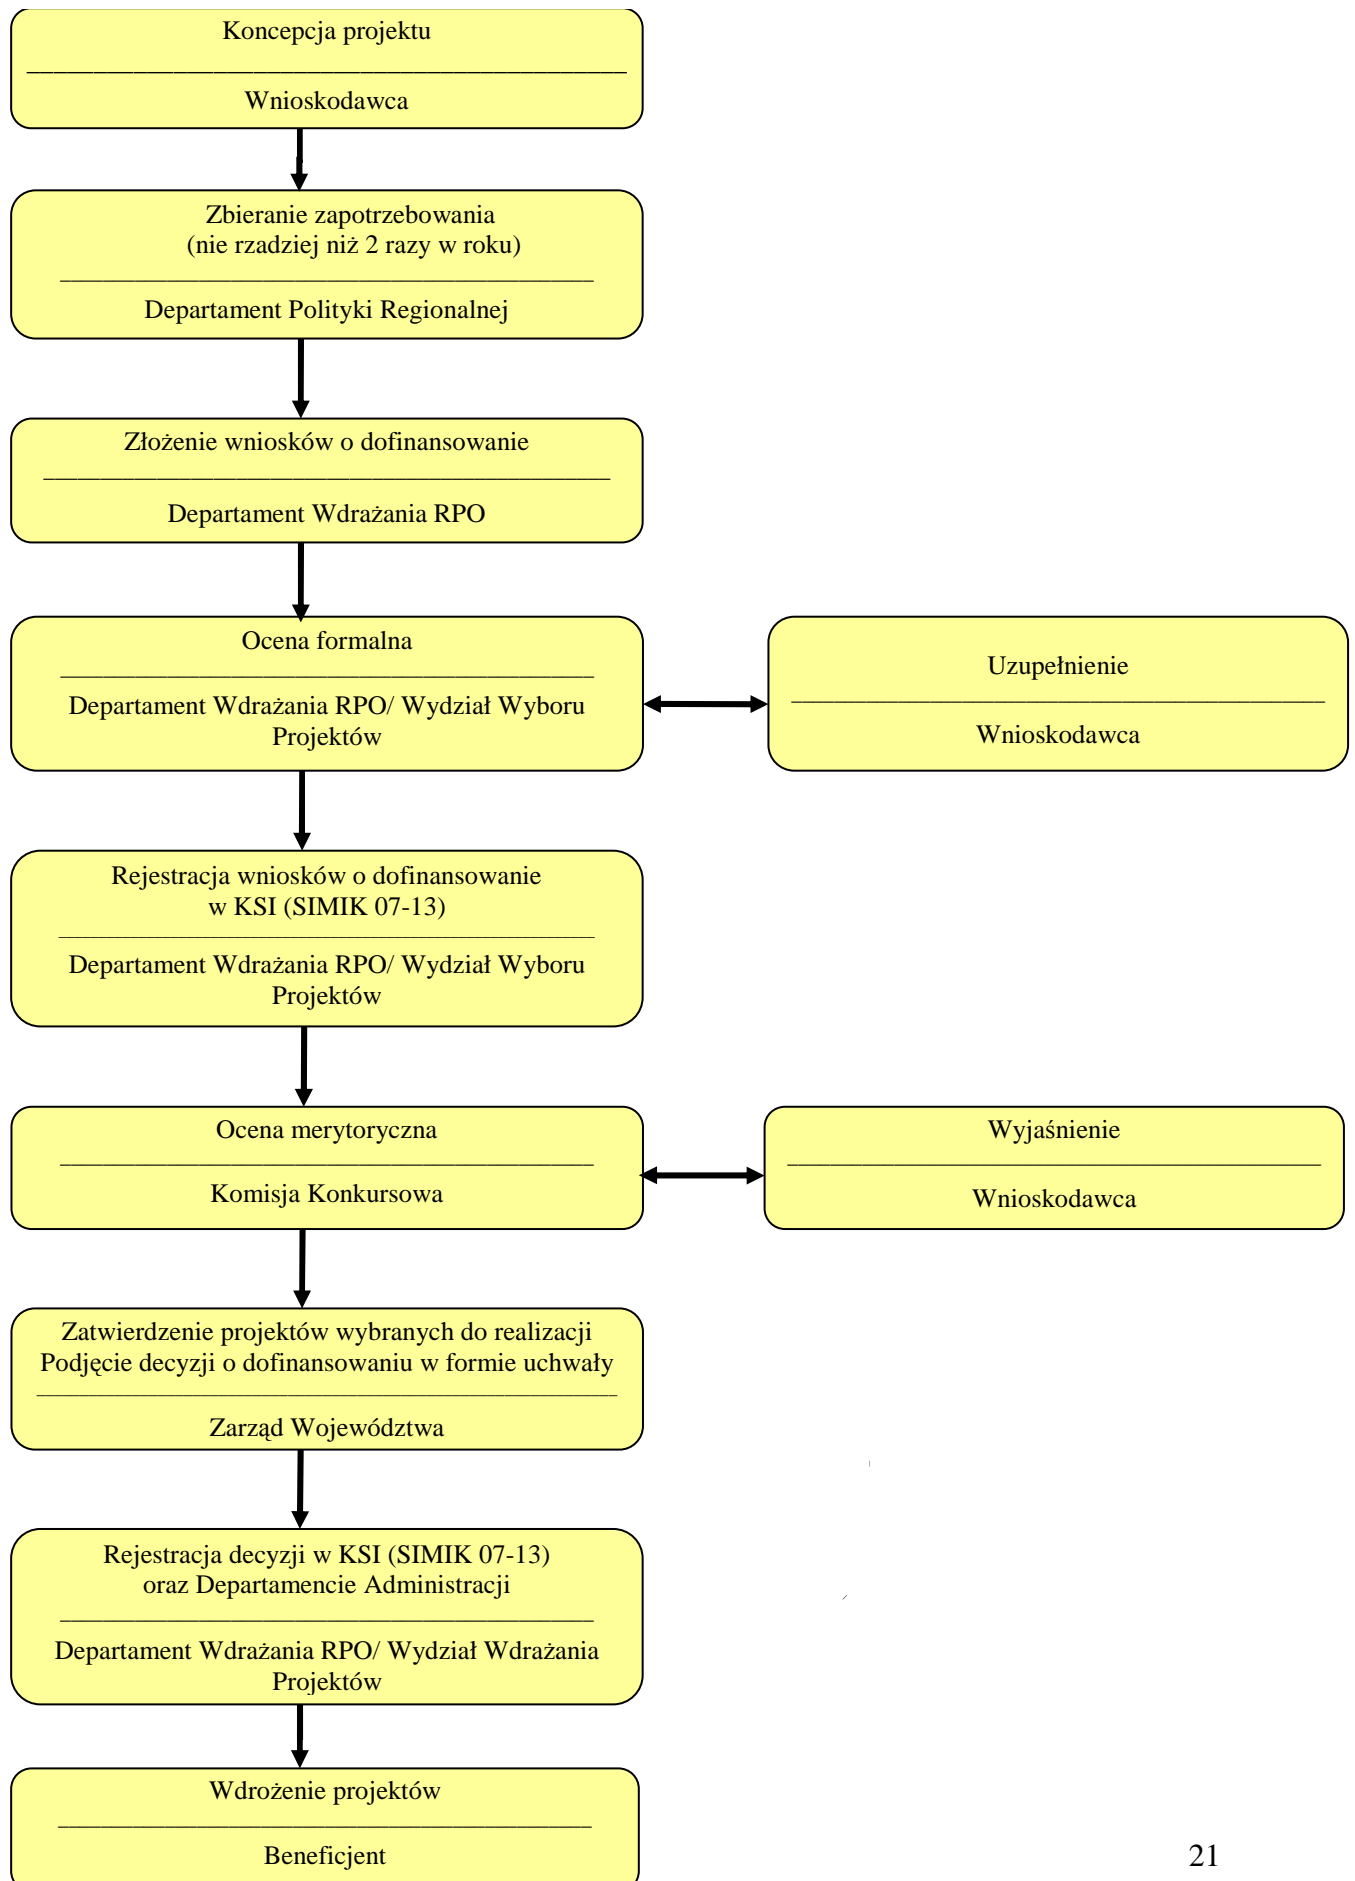 Koncepcja projektu
Wnioskodawca
Zbieranie zapotrzebowania
(nie rzadziej niż 2 razy w roku)
Departament Polityki Regionalnej
Złożenie wniosków o dofinansowanie
Departament Wdrażania RPO
Ocena formalna
Departament Wdrażania RPO/ Wydział Wyboru
Projektów
Uzupełnienie
Wnioskodawca
Rejestracja wniosków o dofinansowanie
w KSI (SIMIK 07-13)
Departament Wdrażania RPO/ Wydział Wyboru
Projektów
Ocena merytoryczna
Komisja Konkursowa
Wyjaśnienie
Wnioskodawca
Zatwierdzenie projektów wybranych do realizacji
Podjęcie decyzji o dofinansowaniu w formie uchwały
Zarząd Województwa
Rejestracja decyzji w KSI (SIMIK 07-13)
oraz Departamencie Administracji
Departament Wdrażania RPO/ Wydział Wdrażania
Projektów
Wdrożenie projektów
Beneficjent
21